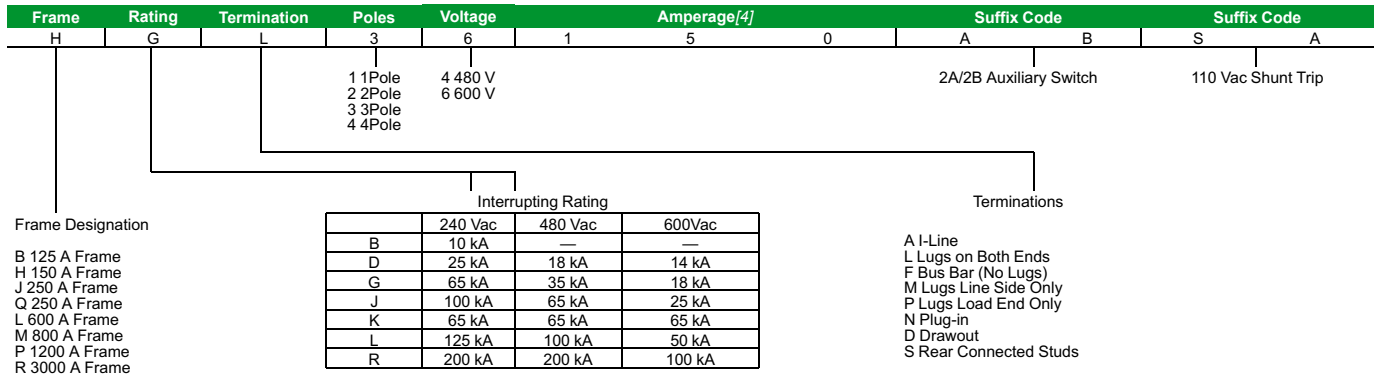 Frame Rating Termination Poles Voltage Amperage[4] Suffix Code Suffix Code
H G L 3 6 1 5 0 A B S A
1 1Pole
2 2Pole
3 3Pole
4 4Pole
4 480 V
6 600 V
2A/2B Auxiliary Switch
110 Vac Shunt Trip
Frame Designation
B 125 A Frame
H 150 A Frame
J 250 A Frame
Q 250 A Frame
L 600 A Frame
M 800 A Frame
P 1200 A Frame
R 3000 A Frame
Interrupting Rating
240 Vac 480 Vac 600Vac
B 10 kA — —
D 25 kA 18 kA 14 kA
G 65 kA 35 kA 18 kA
J 100 kA 65 kA 25 kA
K 65 kA 65 kA 65 kA
L 125 kA 100 kA 50 kA
R 200 kA 200 kA 100 kA
Terminations
A I-Line
L Lugs on Both Ends
F Bus Bar (No Lugs)
M Lugs Line Side Only
P Lugs Load End Only
N Plug-in
D Drawout
S Rear Connected Studs